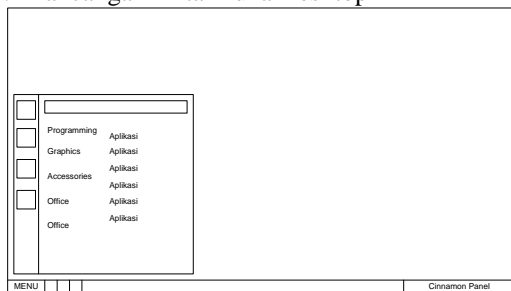 Programming
Aplikasi
Graphics
Aplikasi
Aplikasi
Accessories
Aplikasi
Office
Aplikasi
Aplikasi
Office
MENU
Cinnamon Panel